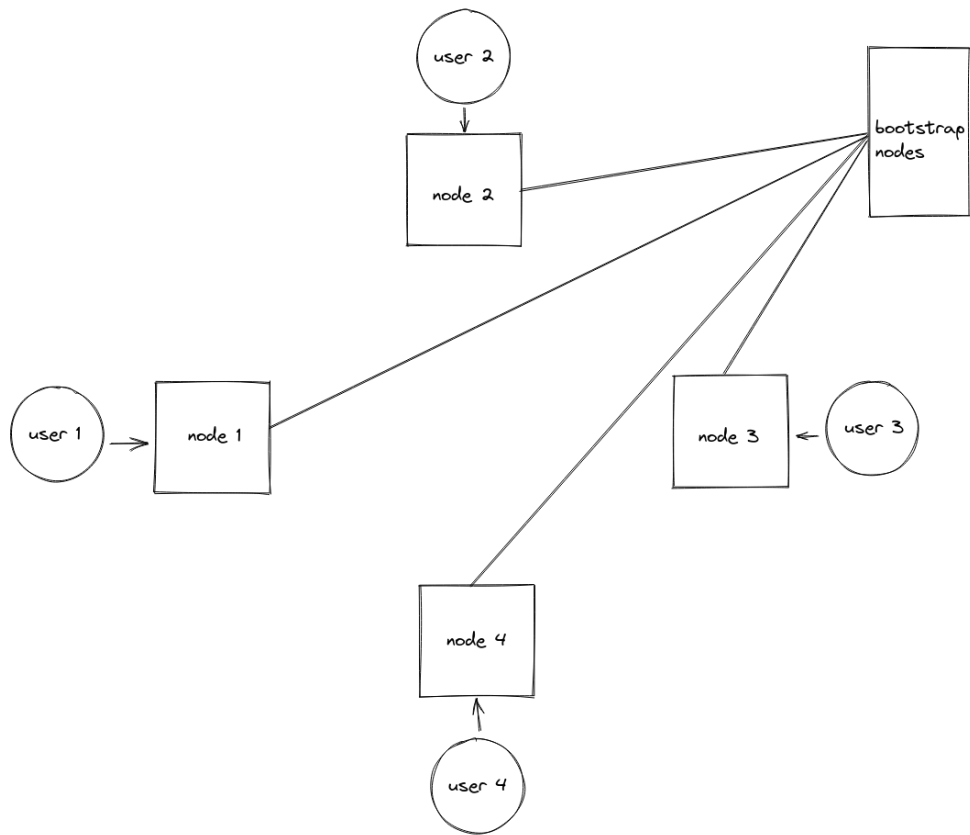 user 2
bootstrap
nodes
node 2
user 1
node 1
node 3
user 3
node 4
user 4